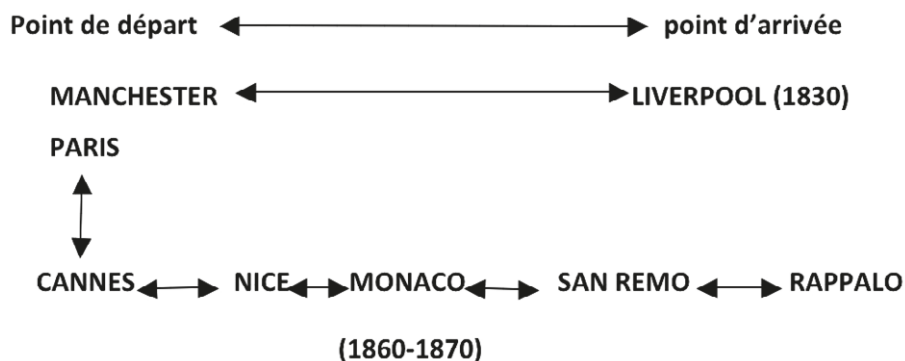 Point de départ point d’arrivée
MANCHESTER LIVERPOOL (1830)
PARIS
CANNES NICE MONACO SAN REMO RAPPALO
(1860-1870)